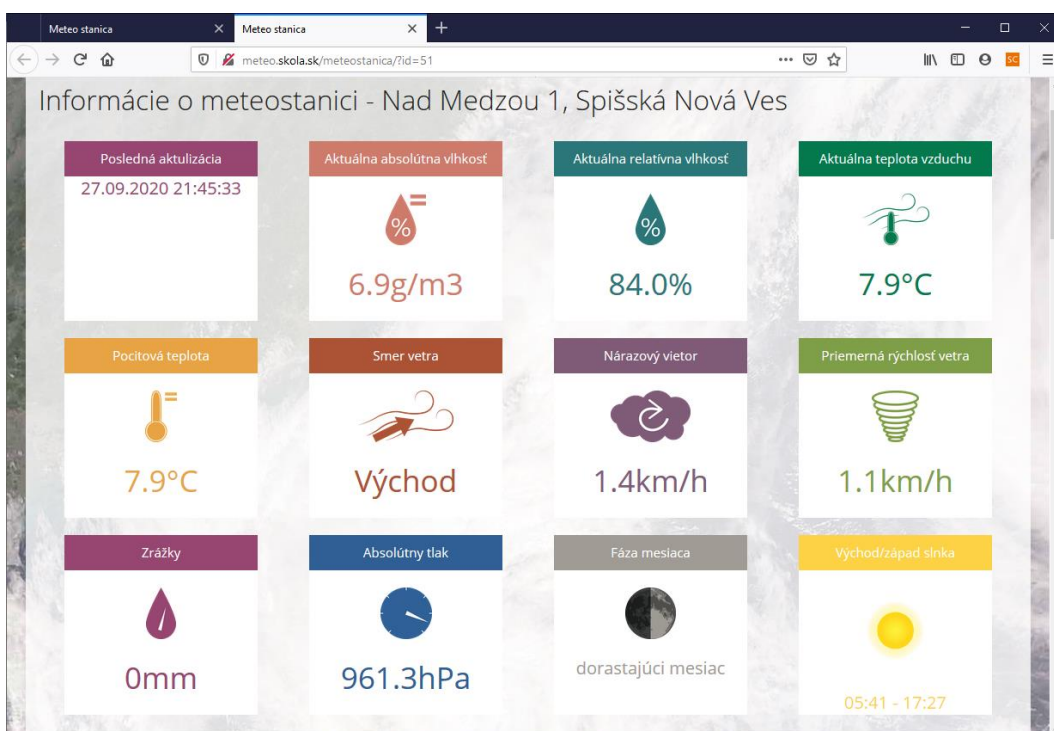 Meteo stanica
Meteo stanica
meteo.skola.sk/meteostanica/?id=51
SC
Informácie o meteostanici - Nad Medzou 1, Spišská Nová Ves
Posledná aktulizácia
27.09.2020 21:45:33
Aktuálna absolútna vlhkosť
%
6.9g/m3
Aktuálna relatívna vlhkosť
%
84.0%
Aktuálna teplota vzduchu
7.9°C
Pocitová teplota
7.9°C
Smer vetra
Východ
Nárazový vietor
1.4km/h
Priemerná rýchlosť vetra
1.1km/h
Zrážky
0mm
Absolútny tlak
961.3hPa
Fáza mesiaca
dorastajúci mesiac
Východ/západ slnka
05:41 - 17:27